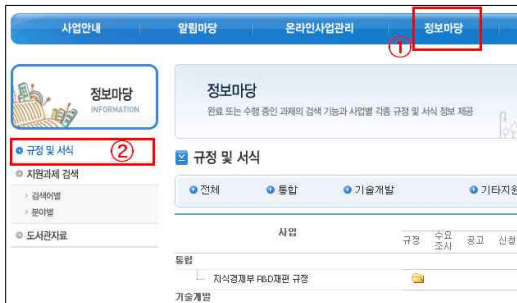 사업안내 알림마당 온라인사업관리 정보마당
①
정보마당
INFORMATION
정보마당
완료 또는 수행 중인 과제의 검색 기능과 사업별 각종 규정 및 서식 정보 제공
규정 및 서식 ②
지원과제 검색
검색어별
분야별
도서관자료
규정 및 서식
전체 통합 기술개발 기타지원
사업 규정 수요조사 공고 신청
통합
지식경제부 R&D재편 규정
기술개발